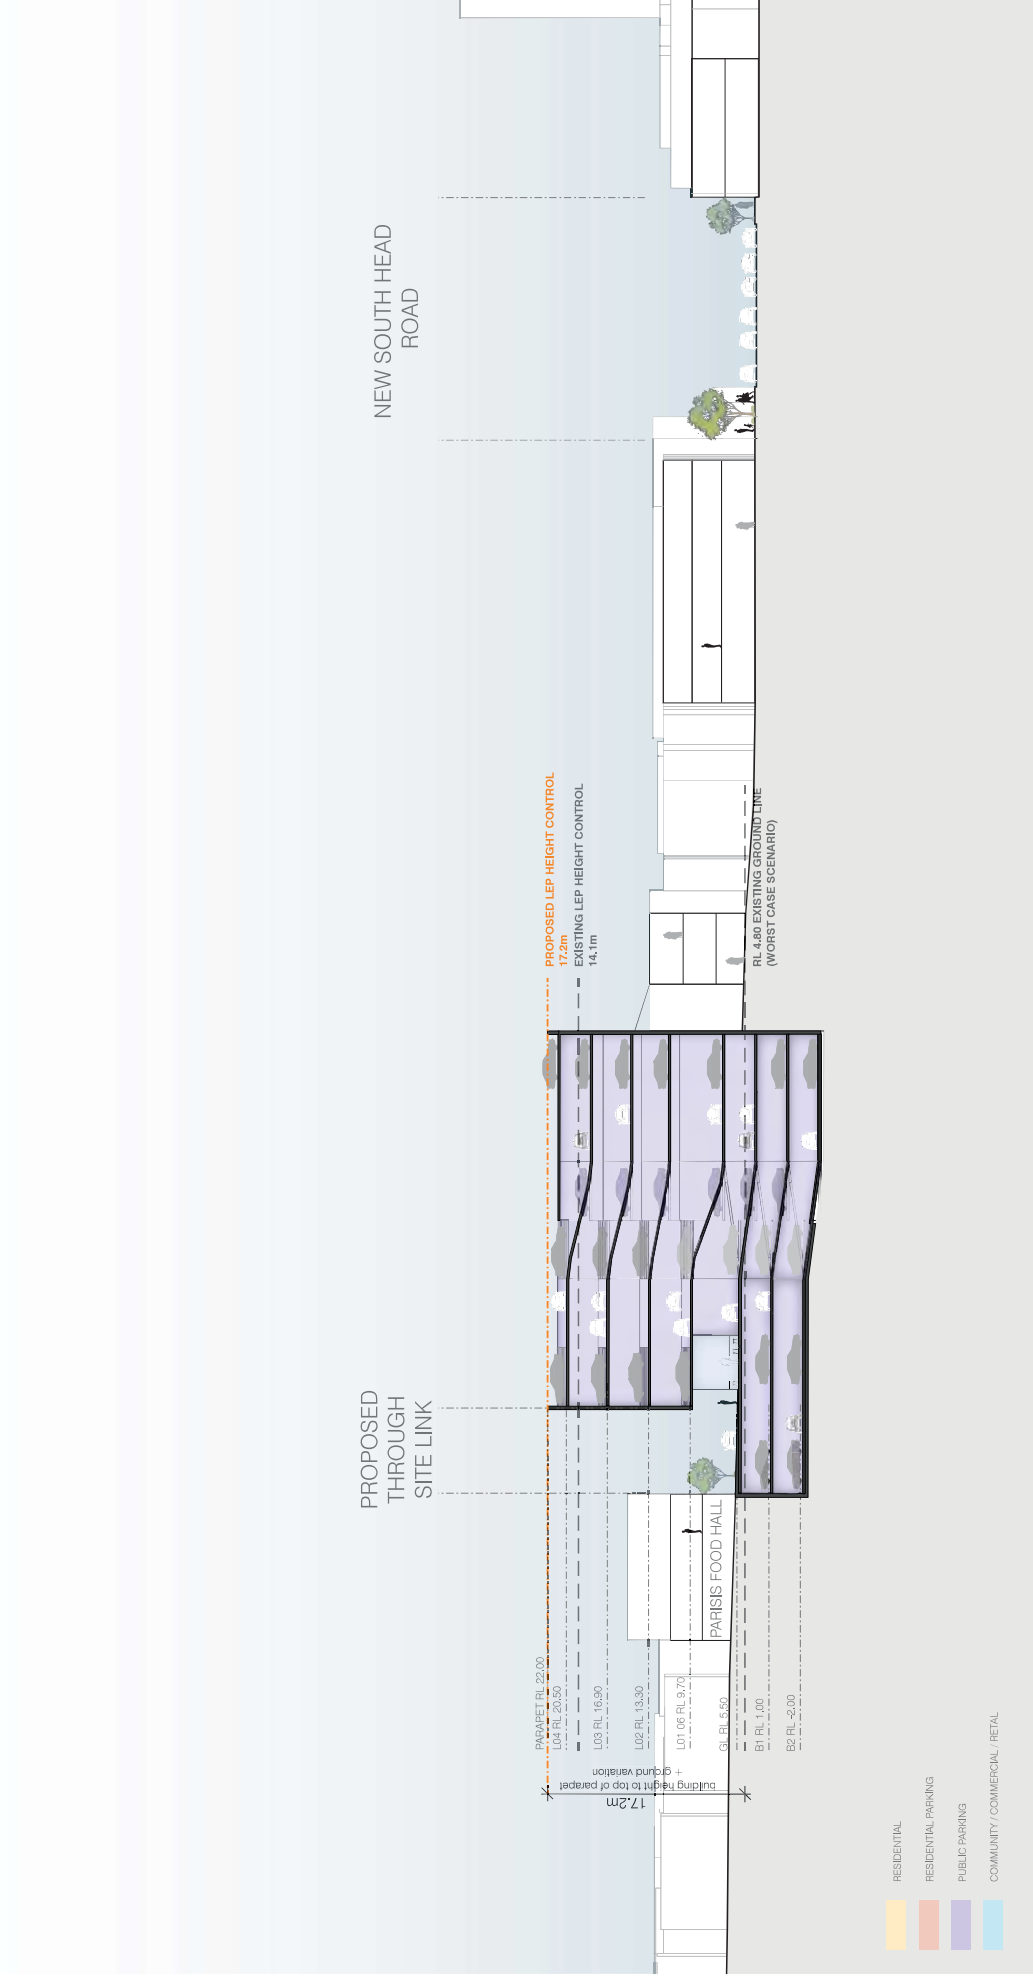 NEW SOUTH HEAD
ROAD
PROPOSED LEP HEIGHT CONTROL
17.2m
EXISTING LEP HEIGHT CONTROL
14.1m
RL 4.80 EXISTING GROUND LINE
(WORST CASE SCENARIO)
PROPOSED
THROUGH
SITE LINK
PARISIS FOOD HALL
PARAPET RL 22.00
L04 RL 20.50
L03 RL 16.90
L02 RL 13.30
L01 06 RL 9.70
GL RL 5.50
B1 RL 1.00
B2 RL -2.00
17.2m
building height to top of parapet
+
ground variation
RESIDENTIAL
RESIDENTIAL PARKING
PUBLIC PARKING
COMMUNITY / COMMERCIAL / RETAL